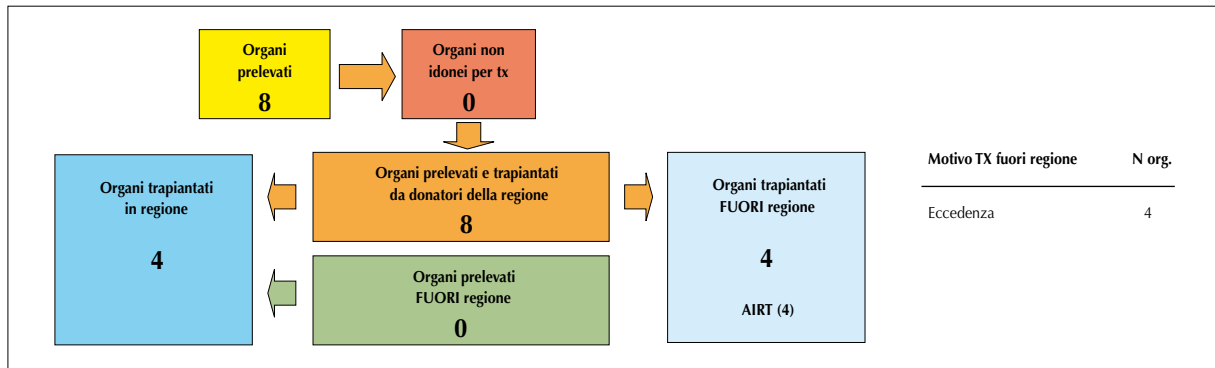 Organi
prelevati
8
Organi non
idonei per tx
0
Organi trapiantati
in regione
4
Organi prelevati e trapiantati
da donatori della regione
8
Organi prelevati
FUORI regione
0
Organi trapiantati
FUORI regione
4
AIRT (4)
Motivo TX fuori regione N org.
Eccedenza 4